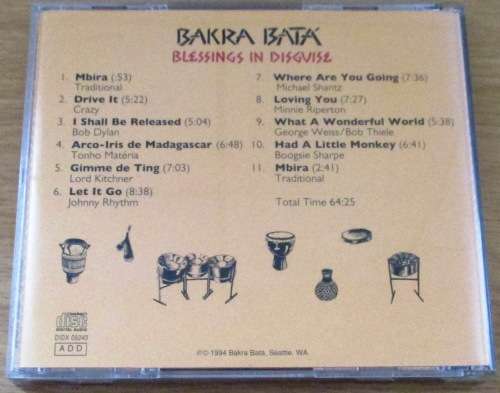 BAKRA BATÁ
BLESSINGS IN DISGUISE
1. Mbira (:53)
Traditional
2. Drive It (5:22)
Crazy
3. I Shall Be Released (5:04)
Bob Dylan
4. Arco-Iris de Madagascar (6:48)
Tonho Matéria
5. Gimme de Ting (7:03)
Lord Kitchner
6. Let It Go (8:38)
Johnny Rhythm
7. Where Are You Going (7:36)
Michael Shantz
8. Loving You (7:27)
Minnie Riperton
9. What A Wonderful World (5:38)
George Weiss/Bob Thiele
10. Had A Little Monkey (6:41)
Boogsie Sharpe
11. Mbira (2:41)
Traditional
Total Time 64:25
COMPACT
disc
DIGITAL AUDIO
DIDX 05243
ADD
℗©1994 Bakra Bata, Seattle, WA